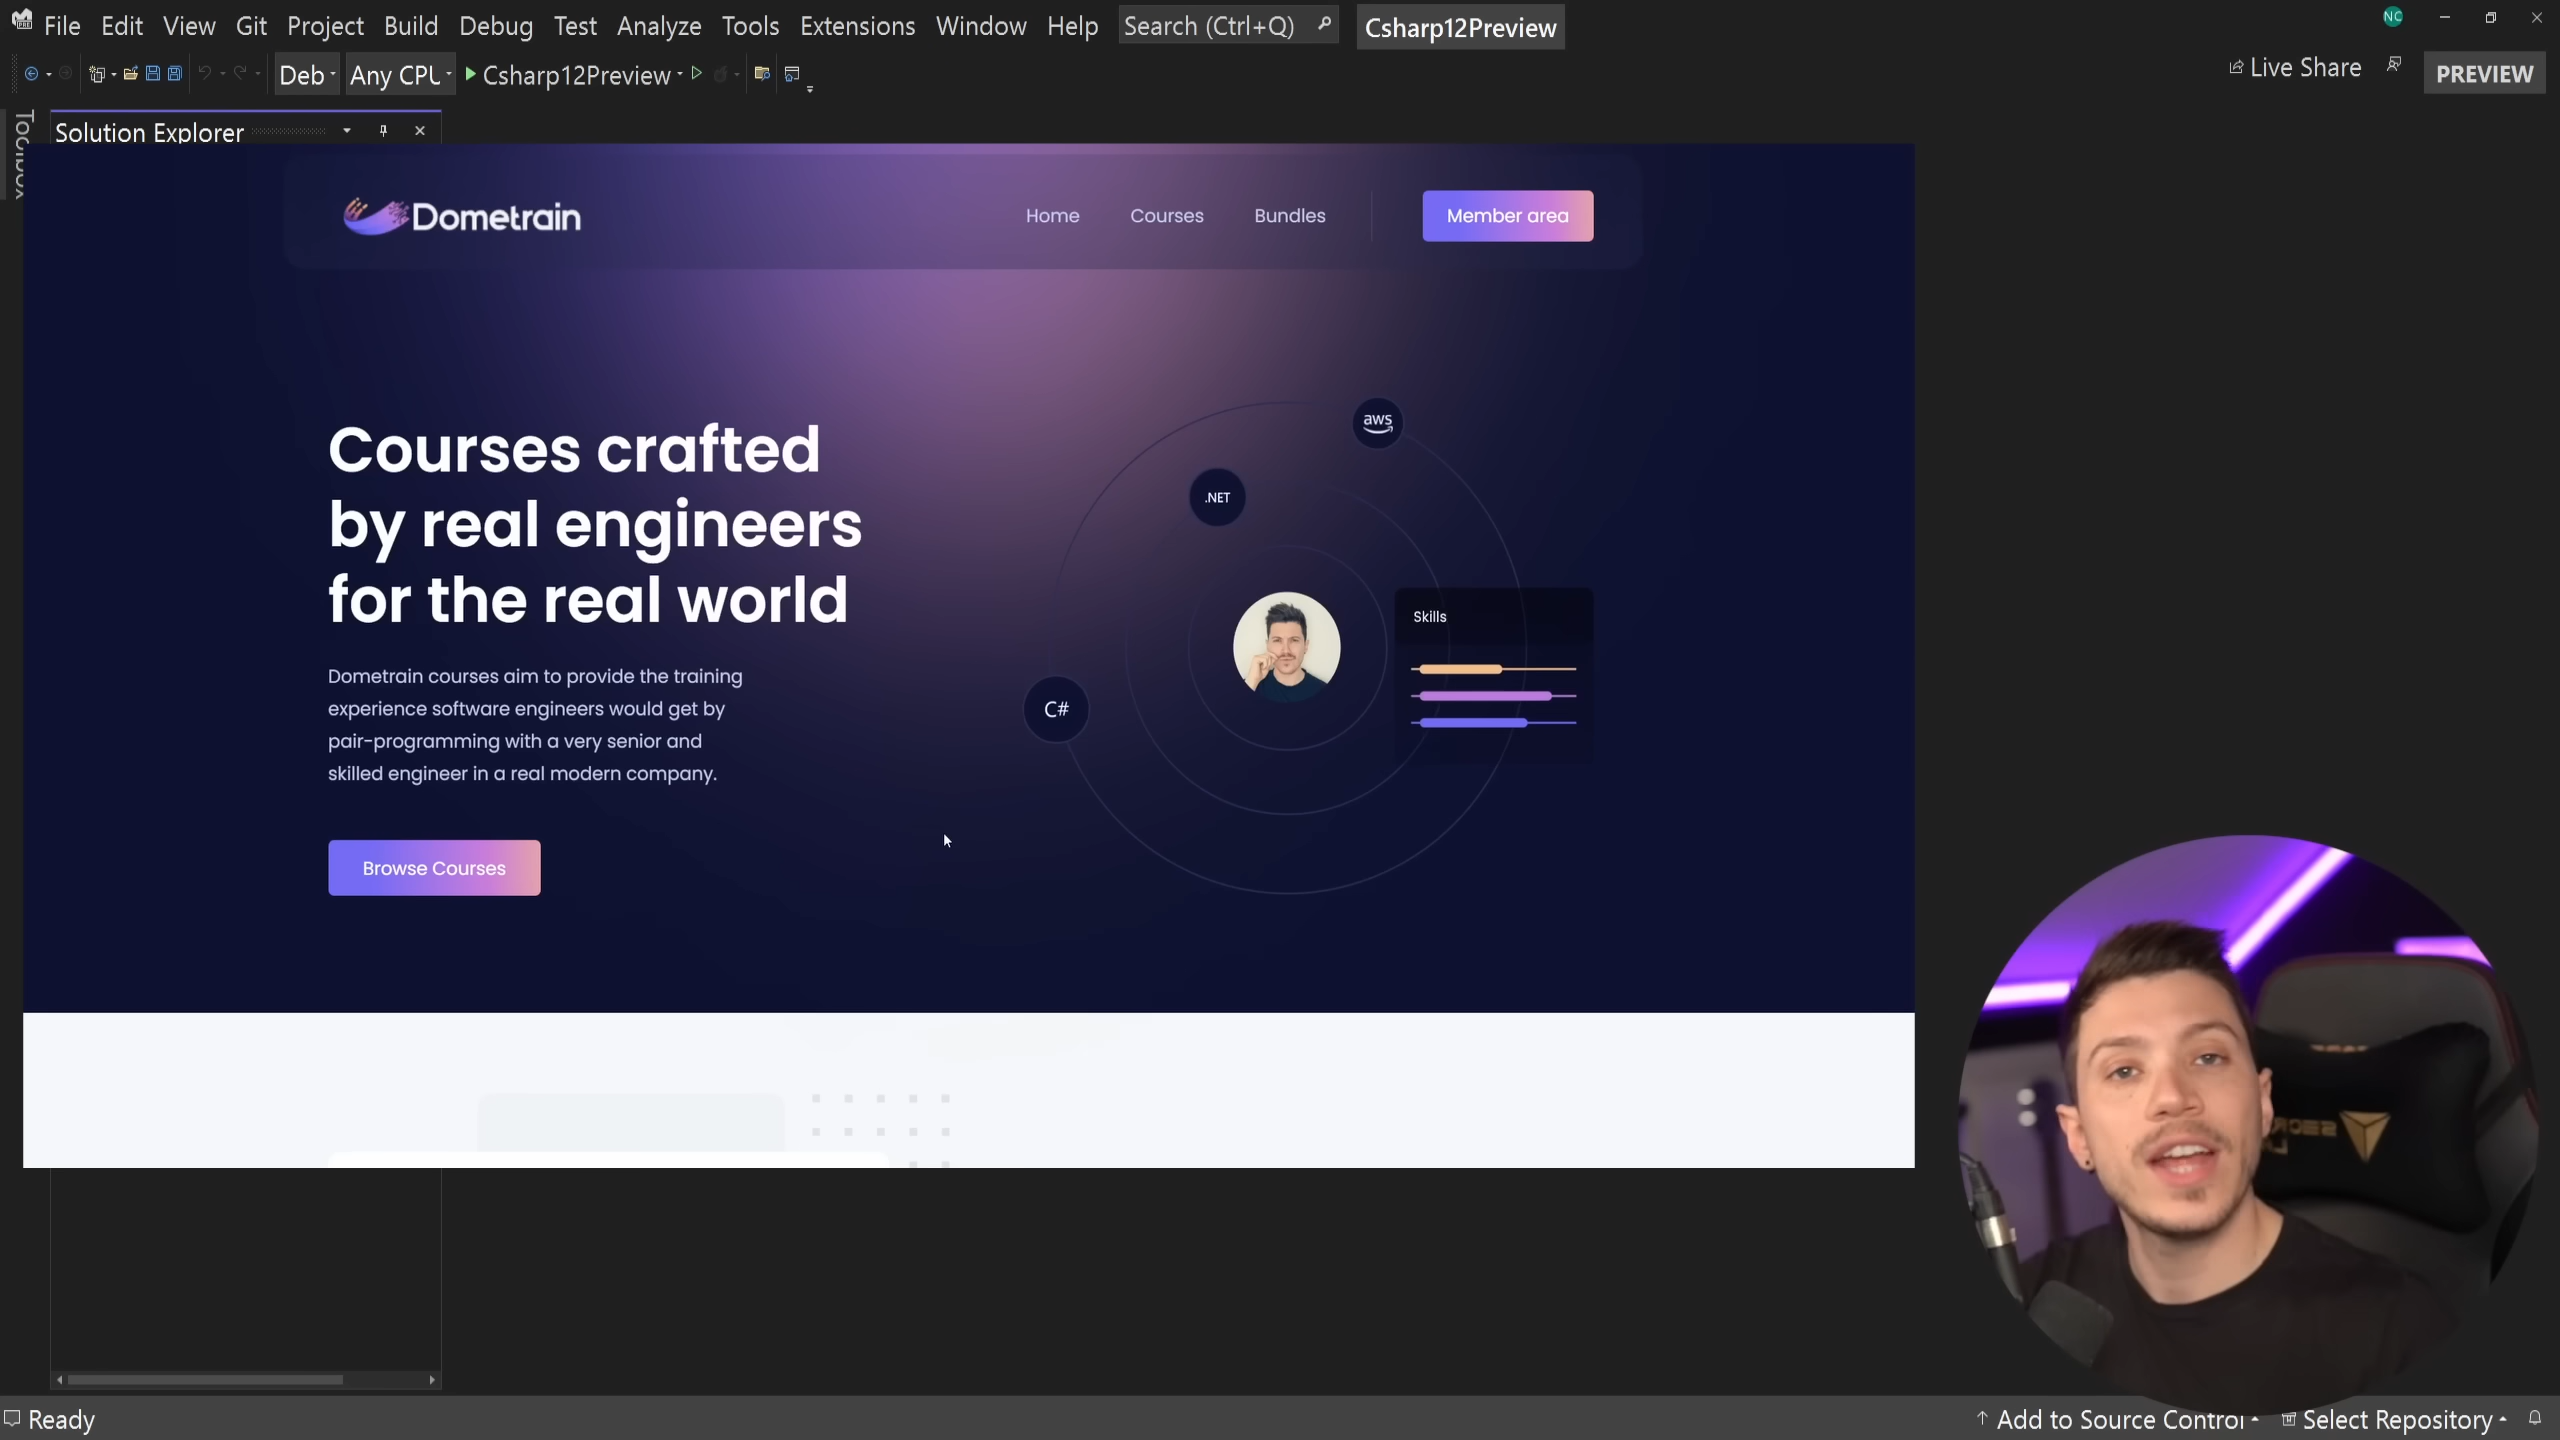 File Edit View Git Project Build Debug Test Analyze Tools Extensions Window Help Search (Ctrl+Q) Csharp12Preview
NC
Deb Any CPU Csharp12Preview
Live Share PREVIEW
Toolbox
Solution Explorer
Dometrain
Home Courses Bundles Member area
Courses crafted
by real engineers
for the real world
Dometrain courses aim to provide the training
experience software engineers would get by
pair-programming with a very senior and
skilled engineer in a real modern company.
Browse Courses
aws
.NET
C#
Skills
Ready
Add to Source Control Select Repository